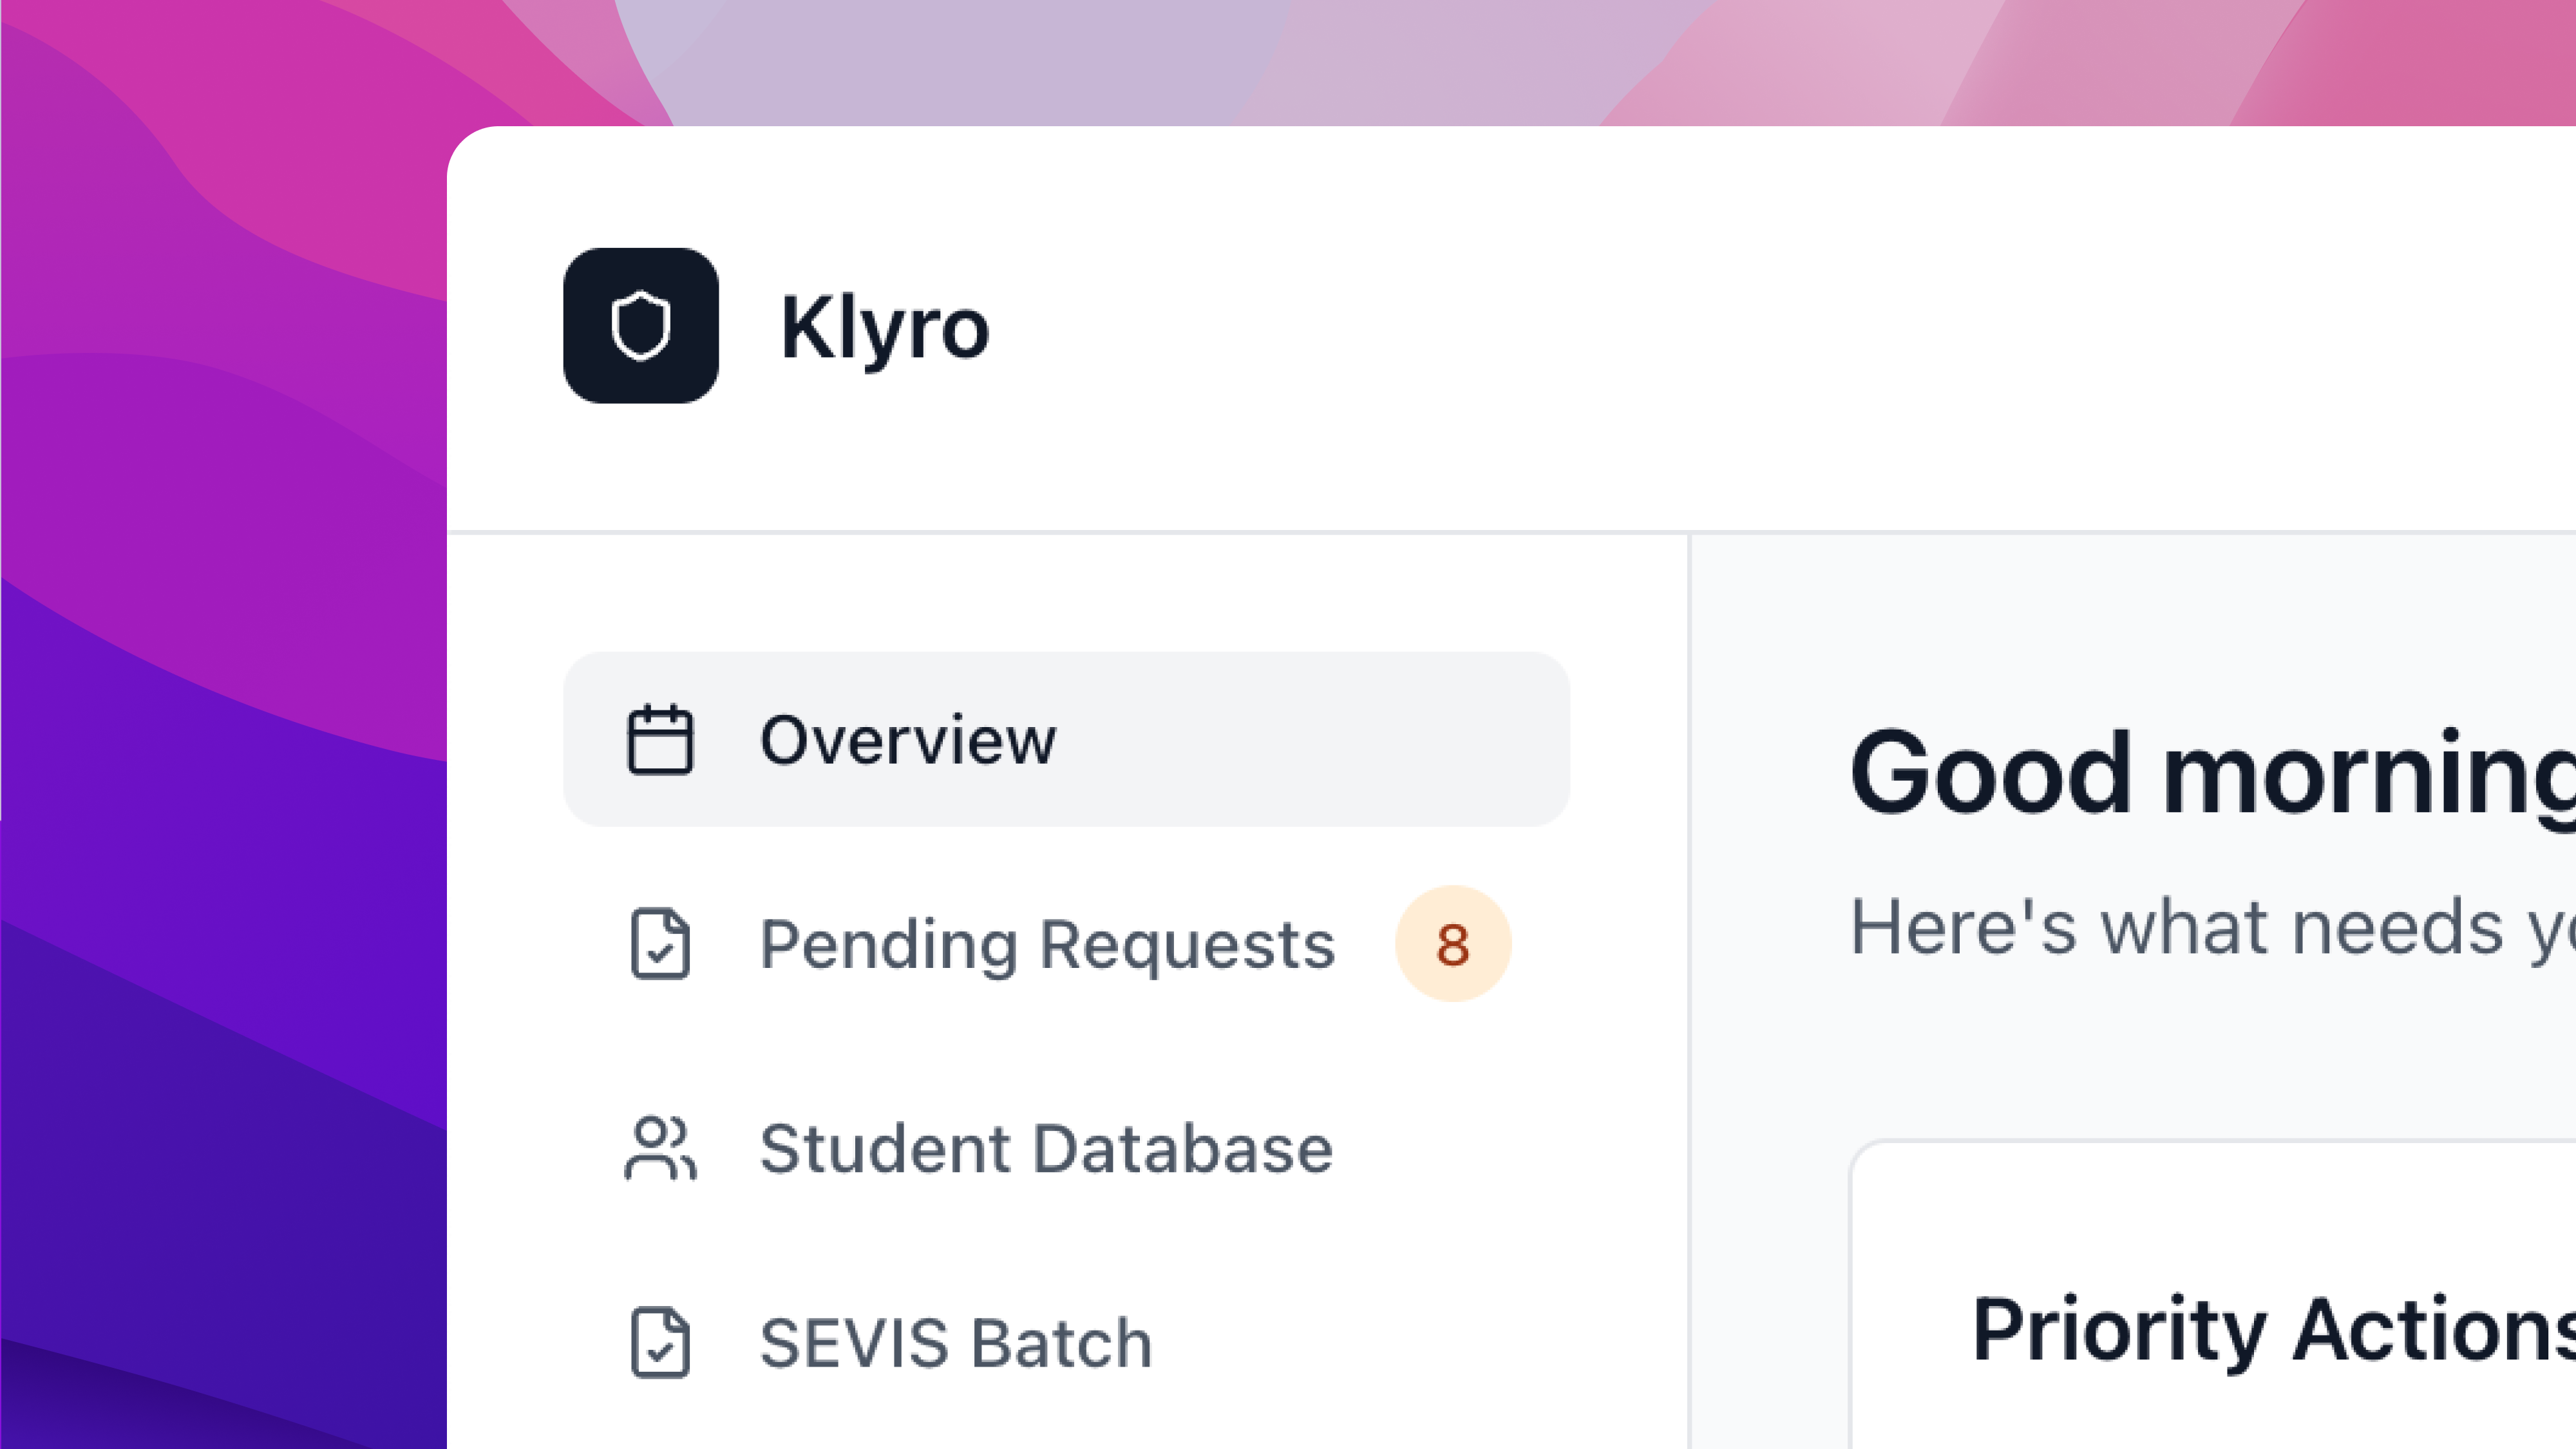 Klyro
Overview
Pending Requests 8
Student Database
SEVIS Batch
Good morning
Here's what needs
Priority Actions